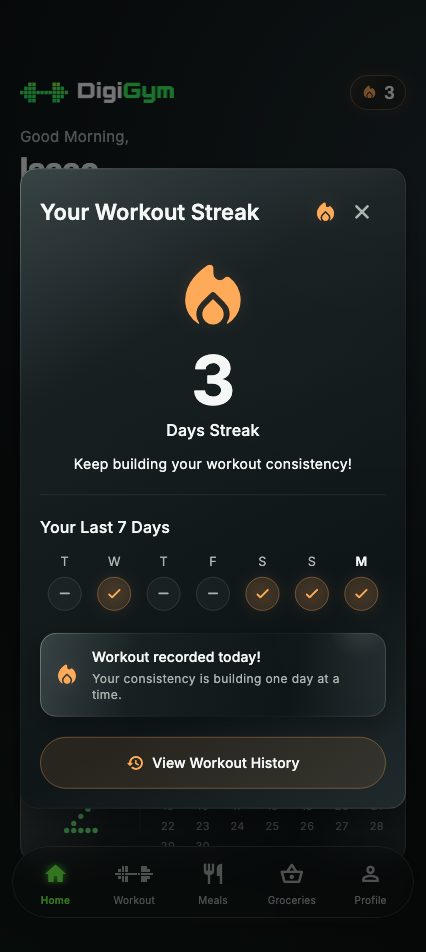 DigiGym
3
Good Morning,
Your Workout Streak
3
Days Streak
Keep building your workout consistency!
Your Last 7 Days
T W T F S S M
Workout recorded today!
Your consistency is building one day at a
time.
View Workout History
22 23 24 25 26 27 28
Home Workout Meals Groceries Profile